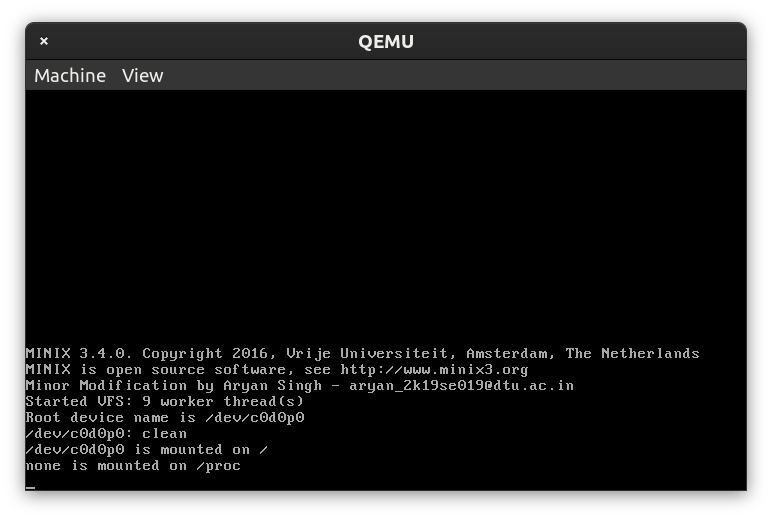 QEMU
Machine View
MINIX 3.4.0. Copyright 2016, Vrije Universiteit, Amsterdam, The Netherlands
MINIX is open source software, see http://www.minix3.org
Minor Modification by Aryan Singh - aryan_2k19se019@dtu.ac.in
Started VFS: 9 worker thread(s)
Root device name is /dev/c0d0p0
/dev/c0d0p0: clean
/dev/c0d0p0 is mounted on /
none is mounted on /proc